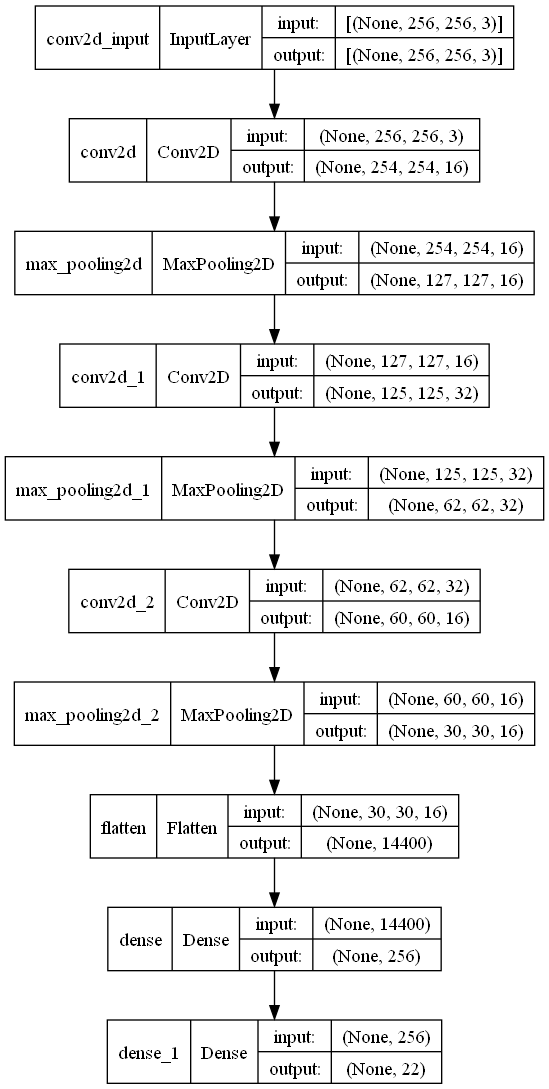 conv2d_input InputLayer input: [(None, 256, 256, 3)]
output: [(None, 256, 256, 3)]
conv2d Conv2D input: (None, 256, 256, 3)
output: (None, 254, 254, 16)
max_pooling2d MaxPooling2D input: (None, 254, 254, 16)
output: (None, 127, 127, 16)
conv2d_1 Conv2D input: (None, 127, 127, 16)
output: (None, 125, 125, 32)
max_pooling2d_1 MaxPooling2D input: (None, 125, 125, 32)
output: (None, 62, 62, 32)
conv2d_2 Conv2D input: (None, 62, 62, 32)
output: (None, 60, 60, 16)
max_pooling2d_2 MaxPooling2D input: (None, 60, 60, 16)
output: (None, 30, 30, 16)
flatten Flatten input: (None, 30, 30, 16)
output: (None, 14400)
dense Dense input: (None, 14400)
output: (None, 256)
dense_1 Dense input: (None, 256)
output: (None, 22)